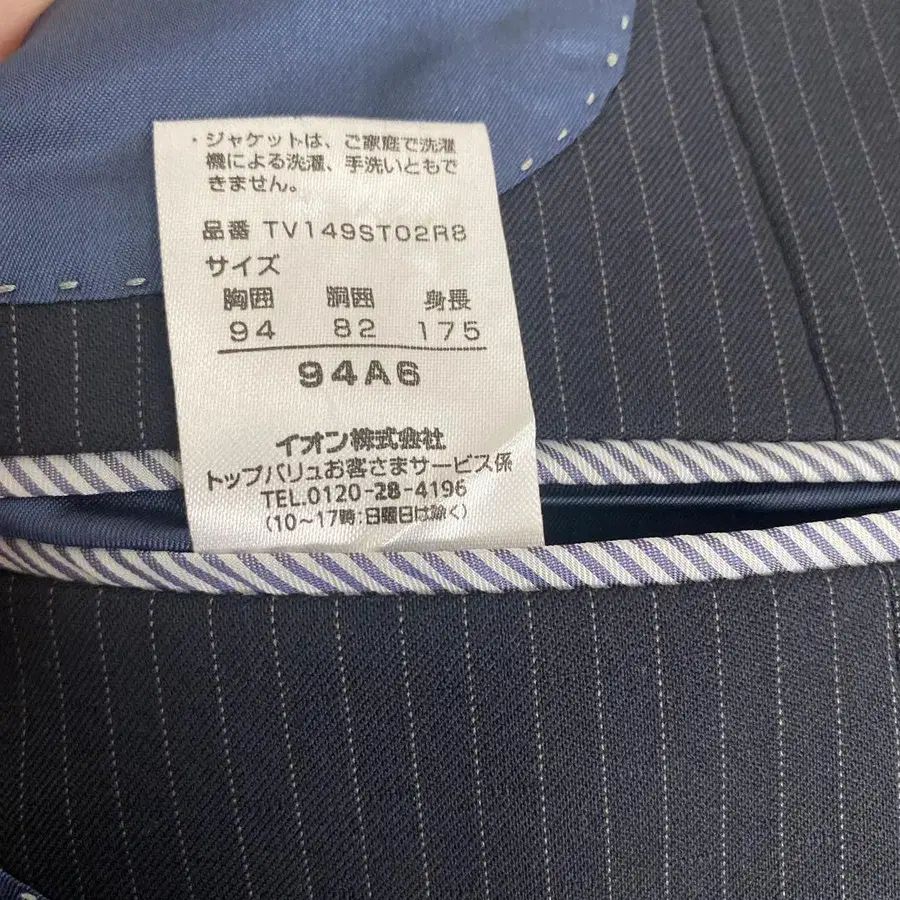 ・ジャケットは、ご家庭で洗濯
機による洗濯、手洗いともで
きません。
品番 TV149ST02R8
サイズ
胸囲 胴囲 身長
94 82 175
94A6
イオン株式会社
トップバリュお客さまサービス係
TEL.0120-28-4196
(10~17時:日曜日は除く)